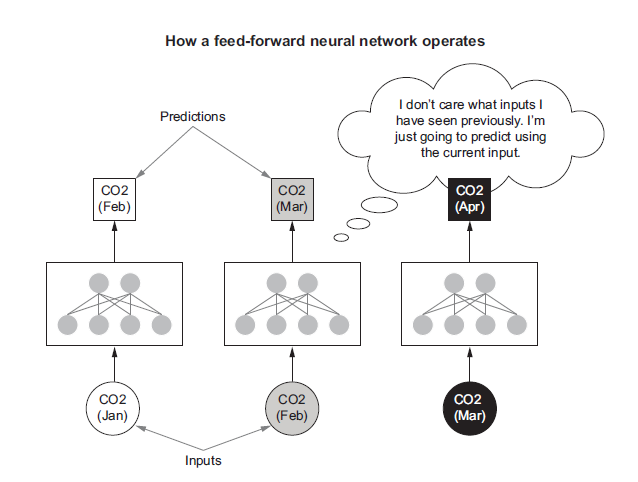 How a feed-forward neural network operates
Predictions
I don’t care what inputs I
have seen previously. I’m
just going to predict using
the current input.
CO2
(Feb)
CO2
(Mar)
CO2
(Apr)
CO2
(Jan)
CO2
(Feb)
CO2
(Mar)
Inputs